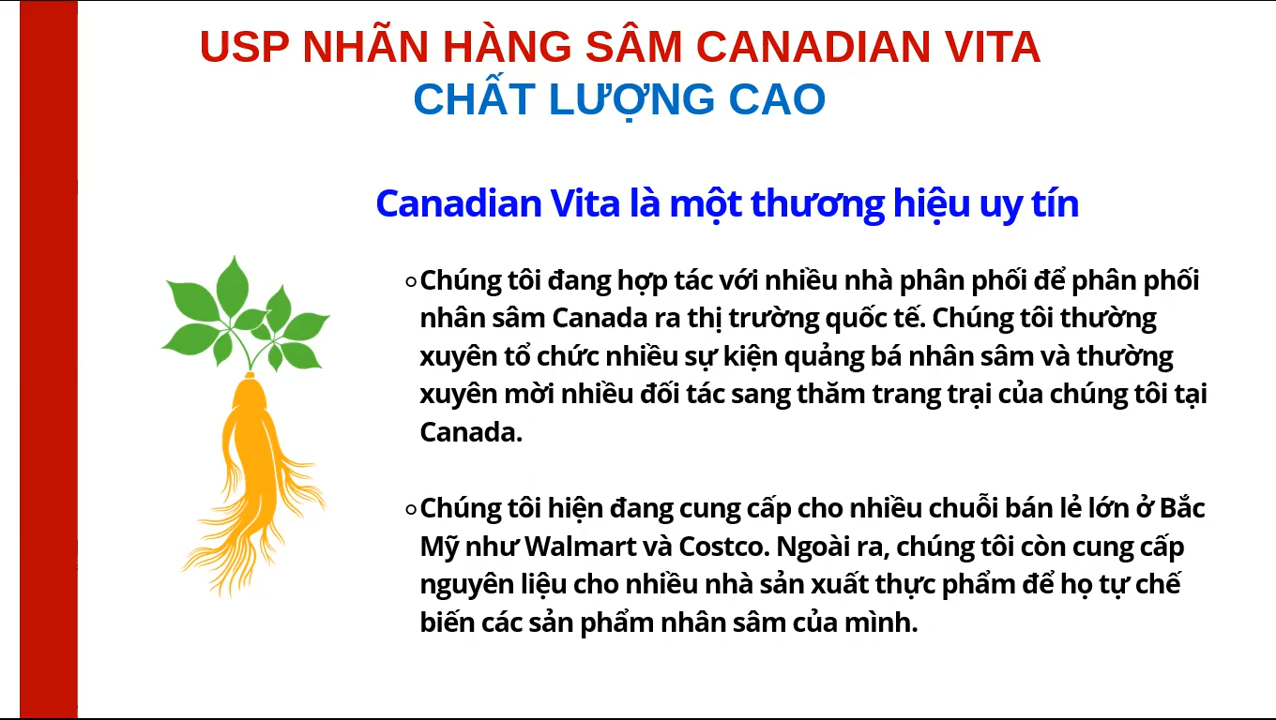 USP NHÃN HÀNG SÂM CANADIAN VITA
CHẤT LƯỢNG CAO
Canadian Vita là một thương hiệu uy tín
Chúng tôi đang hợp tác với nhiều nhà phân phối để phân phối
nhân sâm Canada ra thị trường quốc tế. Chúng tôi thường
xuyên tổ chức nhiều sự kiện quảng bá nhân sâm và thường
xuyên mời nhiều đối tác sang thăm trang trại của chúng tôi tại
Canada.
Chúng tôi hiện đang cung cấp cho nhiều chuỗi bán lẻ lớn ở Bắc
Mỹ như Walmart và Costco. Ngoài ra, chúng tôi còn cung cấp
nguyên liệu cho nhiều nhà sản xuất thực phẩm để họ tự chế
biến các sản phẩm nhân sâm của mình.